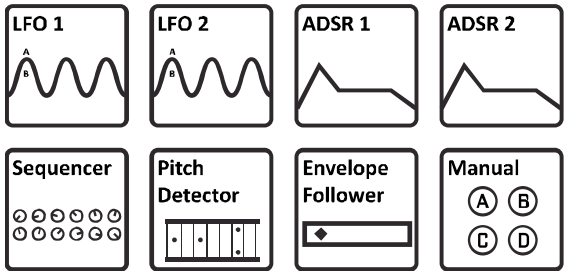 LFO 1
A
B
LFO 2
A
B
ADSR 1
ADSR 2
Sequencer
Pitch
Detector
Envelope
Follower
Manual
A B
C D